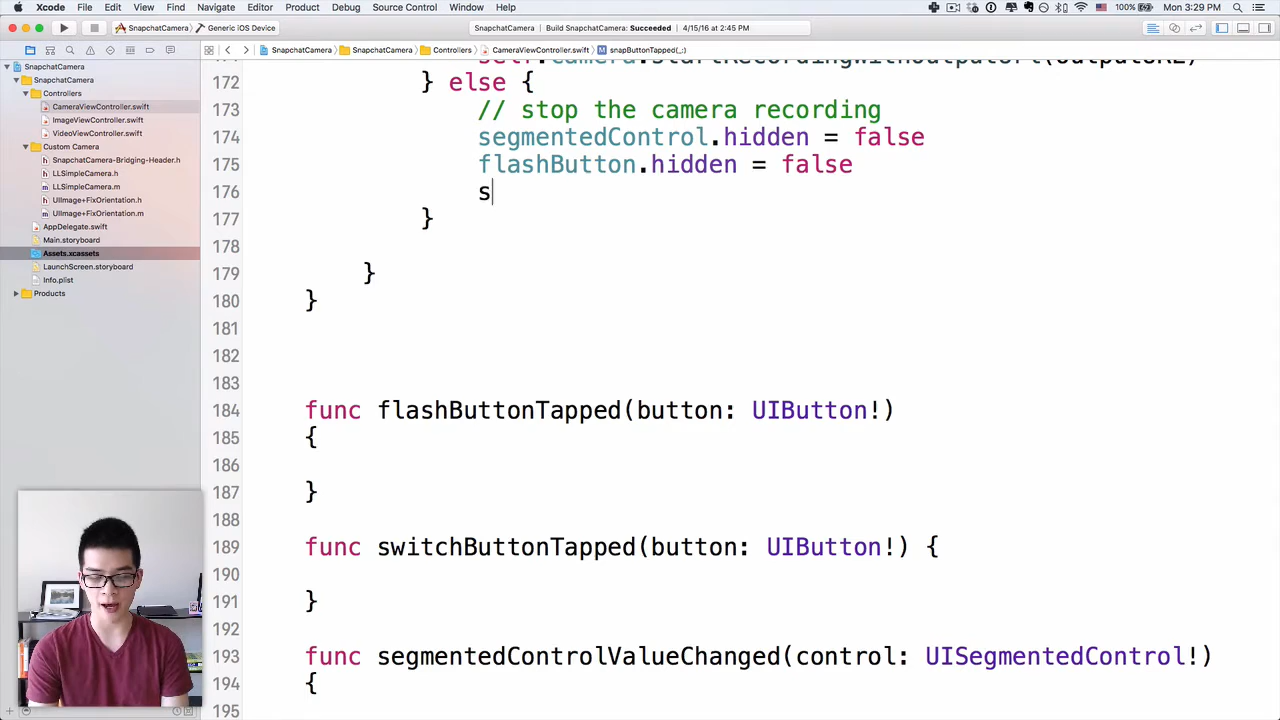 Xcode File Edit View Find Navigate Editor Product Debug Source Control Window Help 100% Mon 3:29 PM
SnapchatCamera Generic iOS Device SnapchatCamera | Build SnapchatCamera: Succeeded | 4/15/16 at 2:45 PM
SnapchatCamera SnapchatCamera Controllers CameraViewController.swift snapButtonTapped(_:)
SnapchatCamera
SnapchatCamera
Controllers
CameraViewController.swift
ImageViewController.swift
VideoViewController.swift
Custom Camera
SnapchatCamera-Bridging-Header.h
LLSimpleCamera.h
LLSimpleCamera.m
UIImage+FixOrientation.h
UIImage+FixOrientation.m
AppDelegate.swift
Main.storyboard
Assets.xcassets
LaunchScreen.storyboard
Info.plist
Products
172 } else {
173 // stop the camera recording
174 segmentedControl.hidden = false
175 flashButton.hidden = false
176 s
177 }
178
179 }
180 }
181
182
183
184 func flashButtonTapped(button: UIButton!)
185 {
186
187 }
188
189 func switchButtonTapped(button: UIButton!) {
190
191 }
192
193 func segmentedControlValueChanged(control: UISegmentedControl!)
194 {
195